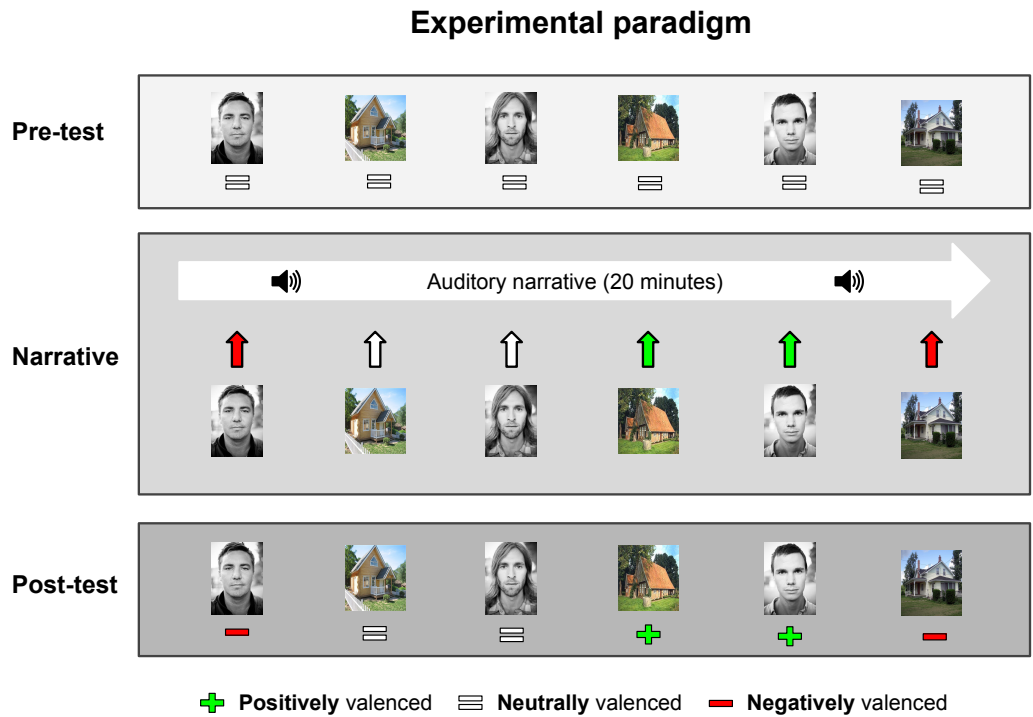 Experimental paradigm
Pre-test
Auditory narrative (20 minutes)
Narrative
Post-test
Positively valenced Neutrally valenced Negatively valenced